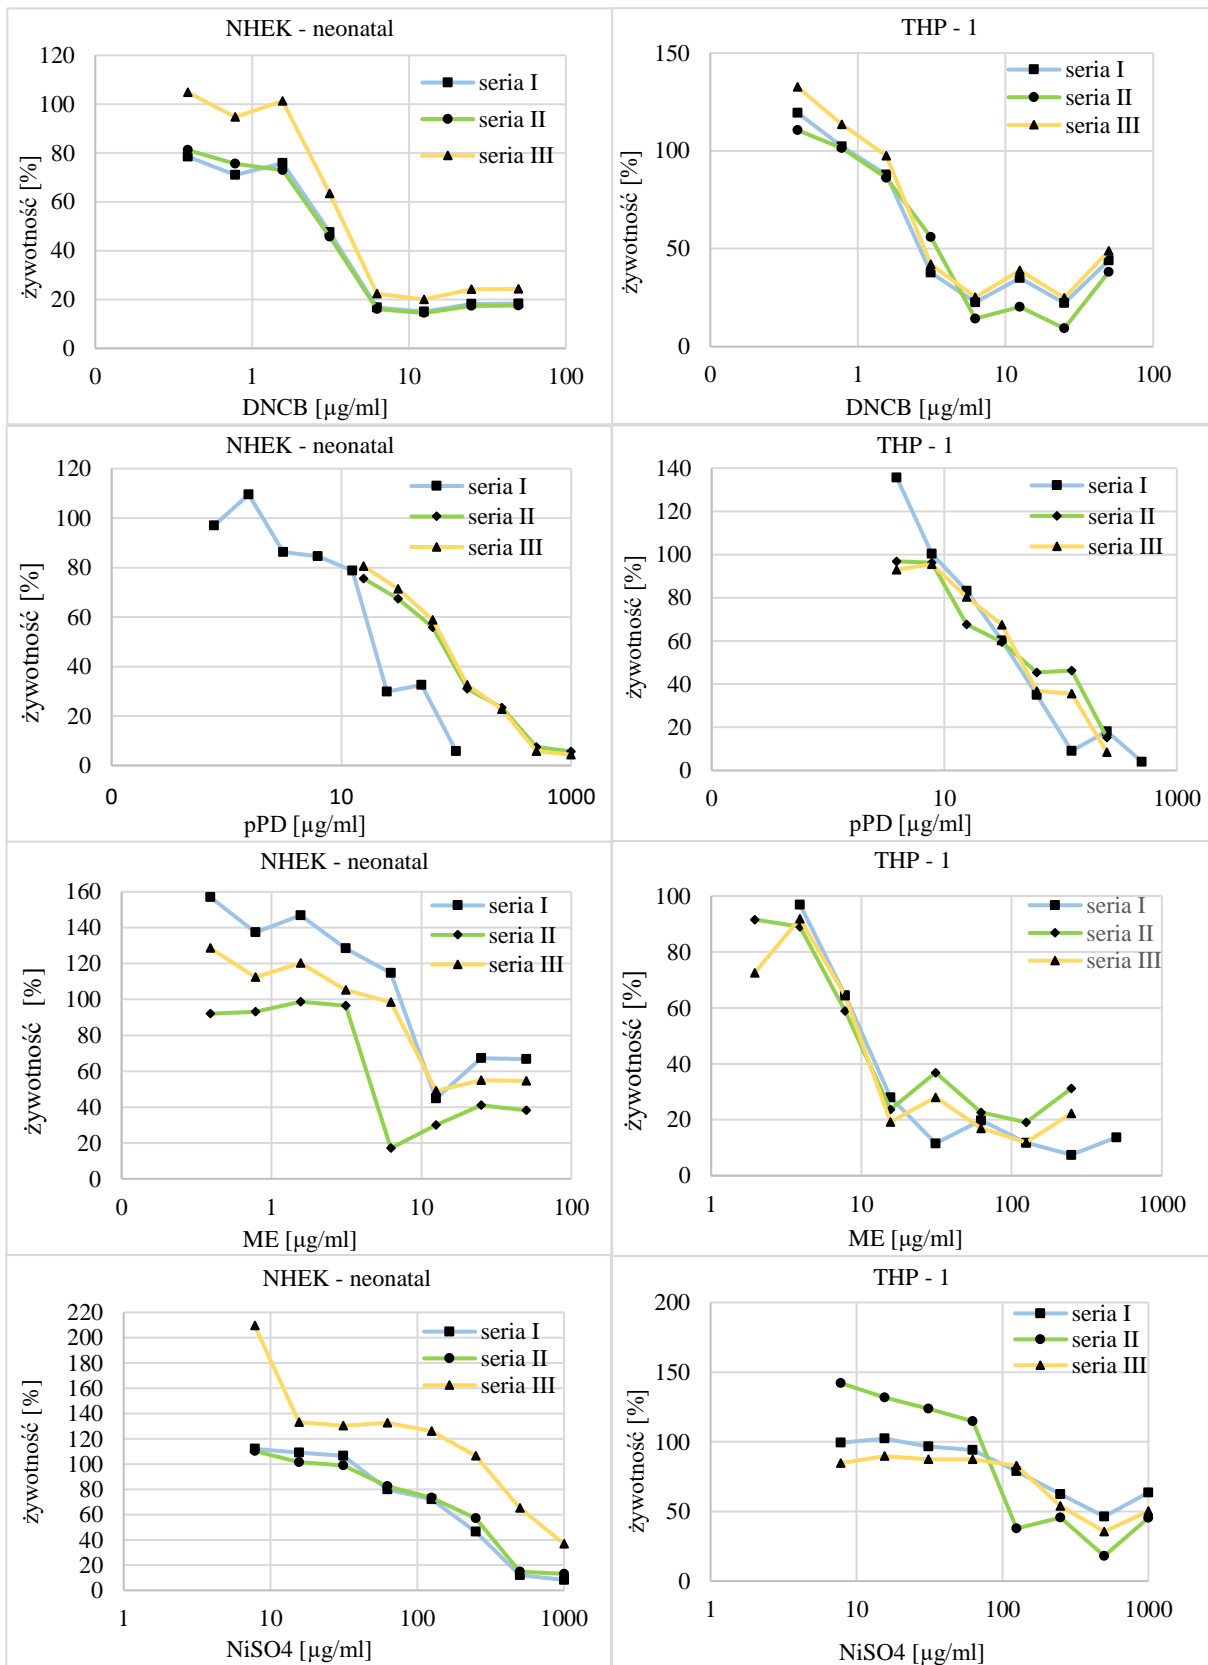 NHEK - neonatal
120
100
80
60
40
20
0
0
1
10
100
żywotność [%]
DNCB [µg/ml]
seria I
seria II
seria III
THP - 1
150
100
50
0
0
1
10
100
żywotność [%]
DNCB [µg/ml]
seria I
seria II
seria III
NHEK - neonatal
120
100
80
60
40
20
0
0
10
1000
żywotność [%]
pPD [µg/ml]
seria I
seria II
seria III
THP - 1
140
120
100
80
60
40
20
0
0
10
1000
żywotność [%]
pPD [µg/ml]
seria I
seria II
seria III
NHEK - neonatal
160
140
120
100
80
60
40
20
0
0
1
10
100
żywotność [%]
ME [µg/ml]
seria I
seria II
seria III
THP - 1
100
80
60
40
20
0
1
10
100
1000
żywotność [%]
ME [µg/ml]
seria I
seria II
seria III
NHEK - neonatal
220
200
180
160
140
120
100
80
60
40
20
0
1
10
100
1000
żywotność [%]
NiSO4 [µg/ml]
seria I
seria II
seria III
THP - 1
200
150
100
50
0
1
10
100
1000
żywotność [%]
NiSO4 [µg/ml]
seria I
seria II
seria III